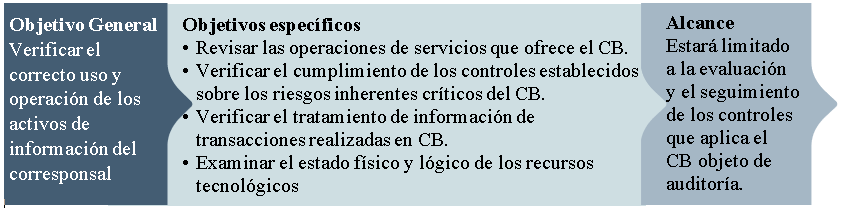 Objetivo General
Verificar el
correcto uso y
operación de los
activos de
información del
corresponsal
Objetivos específicos
• Revisar las operaciones de servicios que ofrece el CB.
• Verificar el cumplimiento de los controles establecidos
sobre los riesgos inherentes críticos del CB.
• Verificar el tratamiento de información de
transacciones realizadas en CB.
• Examinar el estado físico y lógico de los recursos
tecnológicos
Alcance
Estará limitado
a la evaluación
y el seguimiento
de los controles
que aplica el
CB objeto de
auditoría.